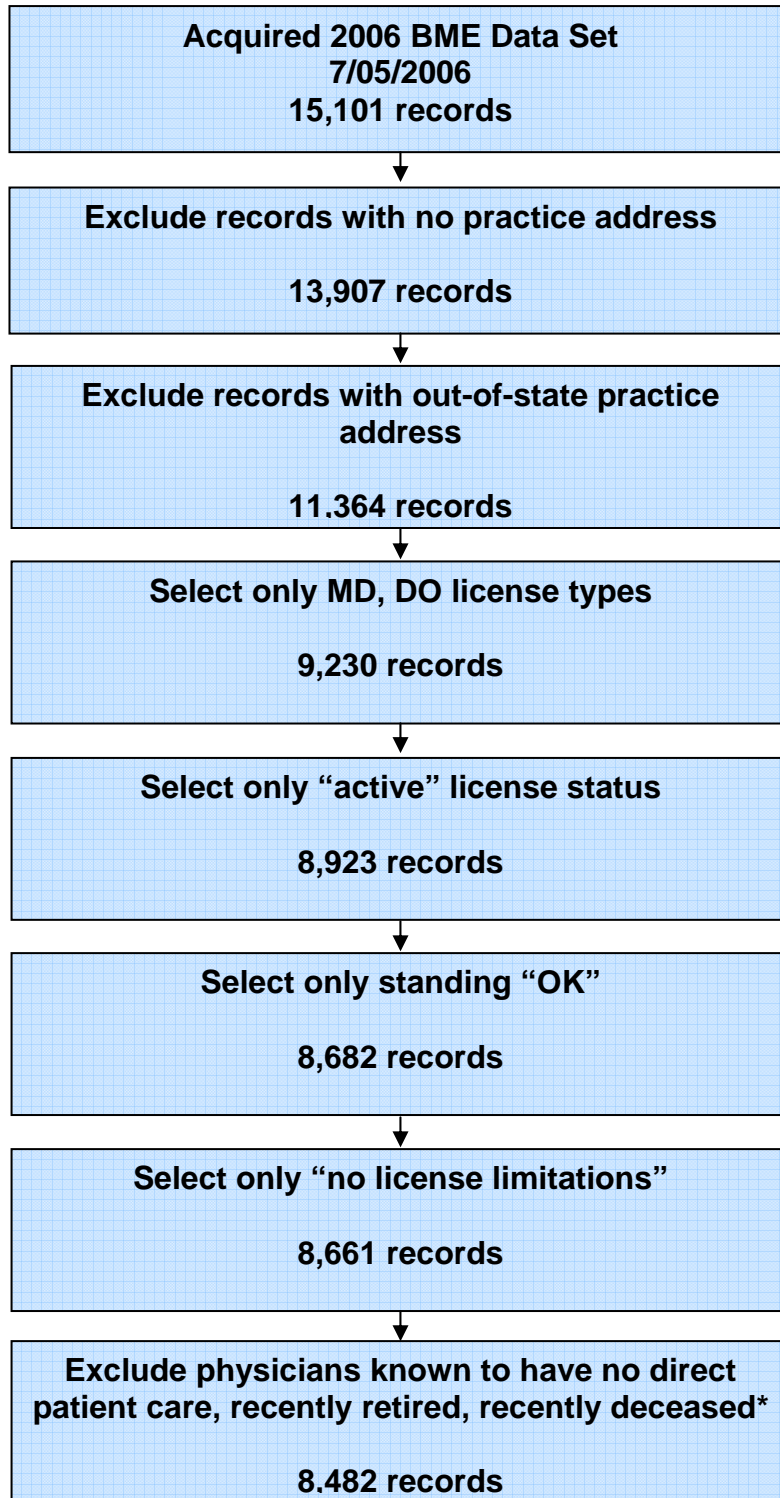 Acquired 2006 BME Data Set
7/05/2006
15,101 records
Exclude records with no practice address
13,907 records
Exclude records with out-of-state practice
address
11,364 records
Select only MD, DO license types
9,230 records
Select only “active” license status
8,923 records
Select only standing “OK”
8,682 records
Select only “no license limitations”
8,661 records
Exclude physicians known to have no direct
patient care, recently retired, recently deceased*
8,482 records